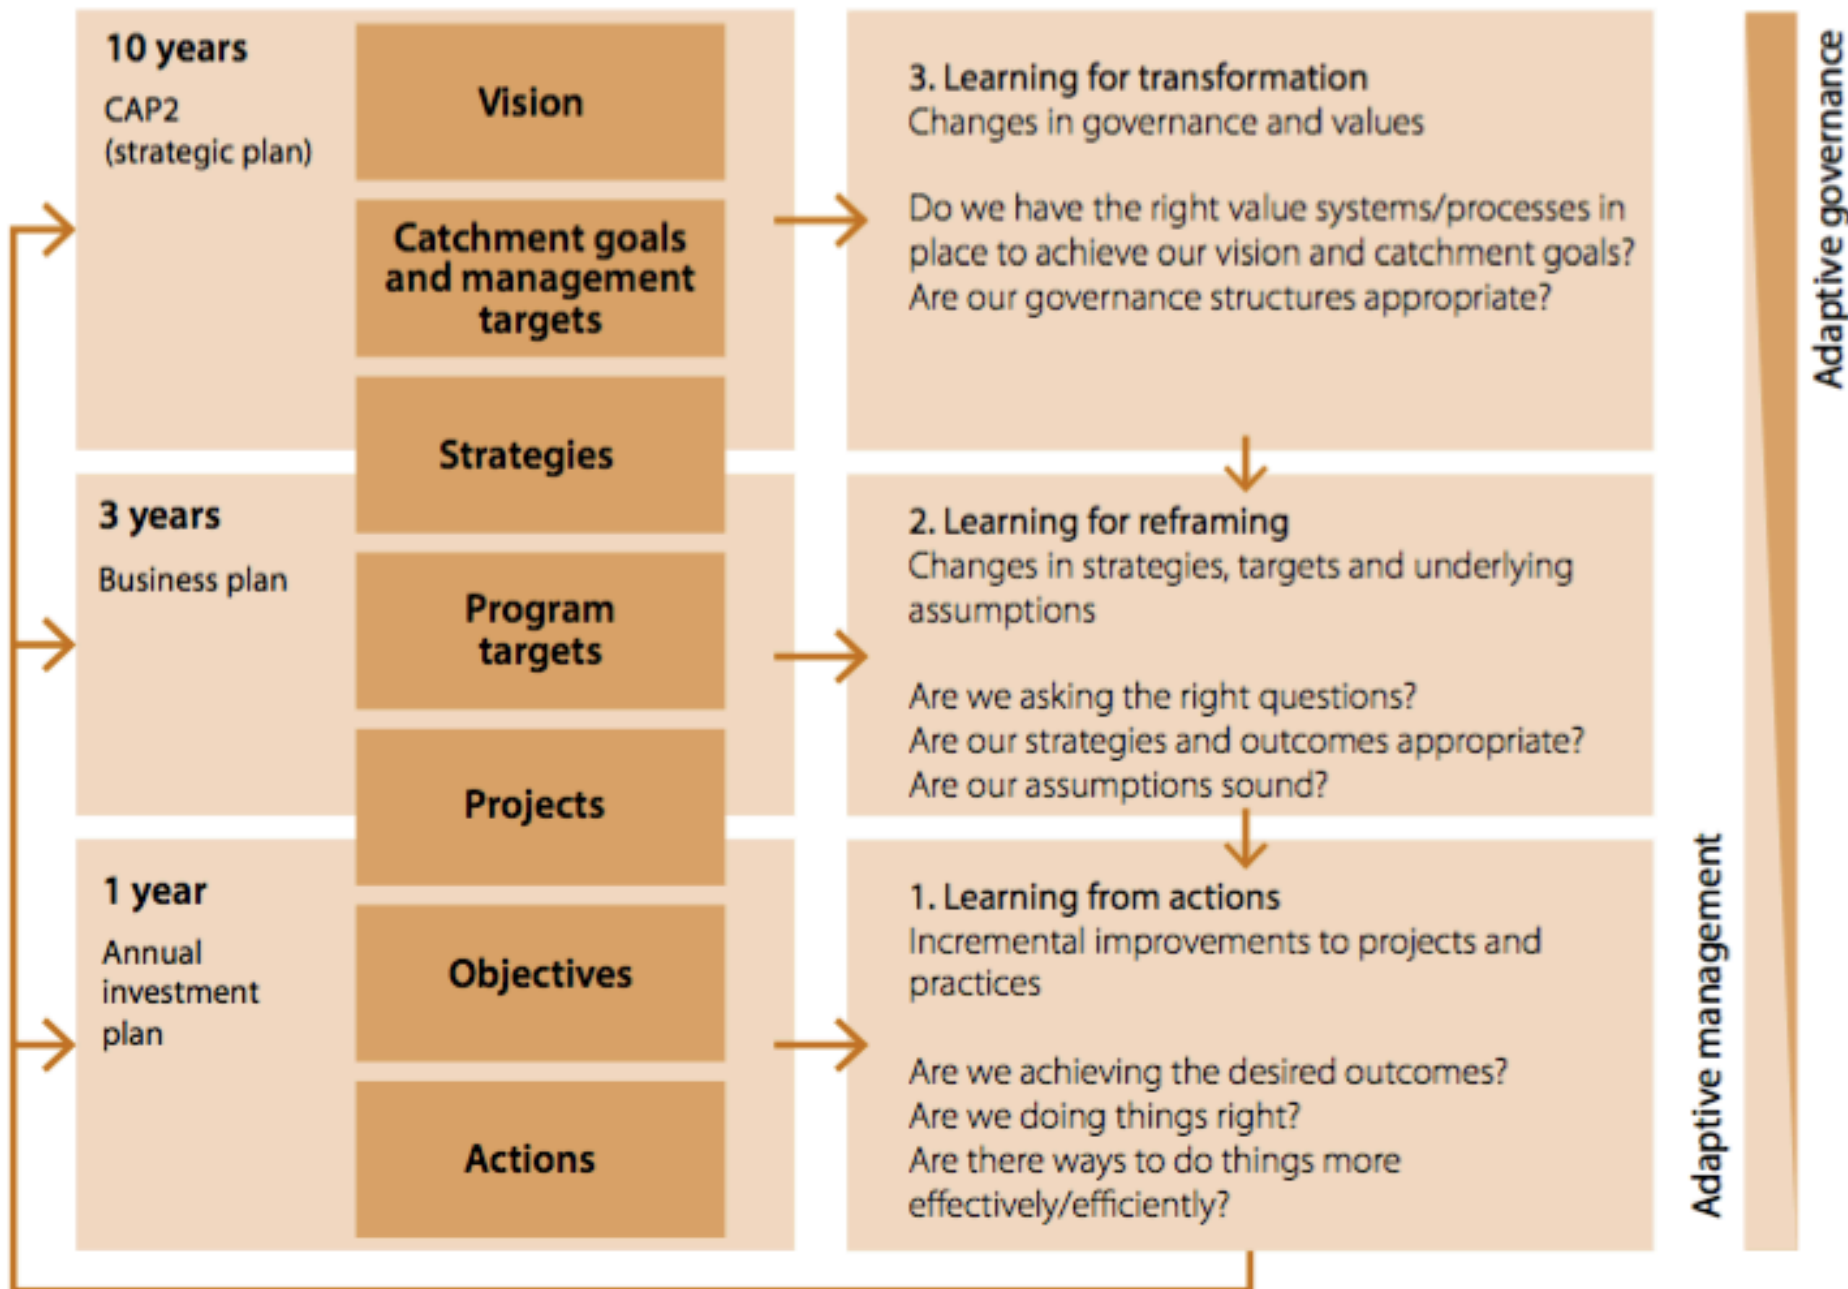 10 years
CAP2
(strategic plan)
Vision
Catchment goals
and management
targets
Strategies
3. Learning for transformation
Changes in governance and values
Do we have the right value systems/processes in
place to achieve our vision and catchment goals?
Are our governance structures appropriate?
3 years
Business plan
Program
targets
Projects
2. Learning for reframing
Changes in strategies, targets and underlying
assumptions
Are we asking the right questions?
Are our strategies and outcomes appropriate?
Are our assumptions sound?
1 year
Annual
investment
plan
Objectives
Actions
1. Learning from actions
Incremental improvements to projects and
practices
Are we achieving the desired outcomes?
Are we doing things right?
Are there ways to do things more
effectively/efficiently?
Adaptive governance
Adaptive management